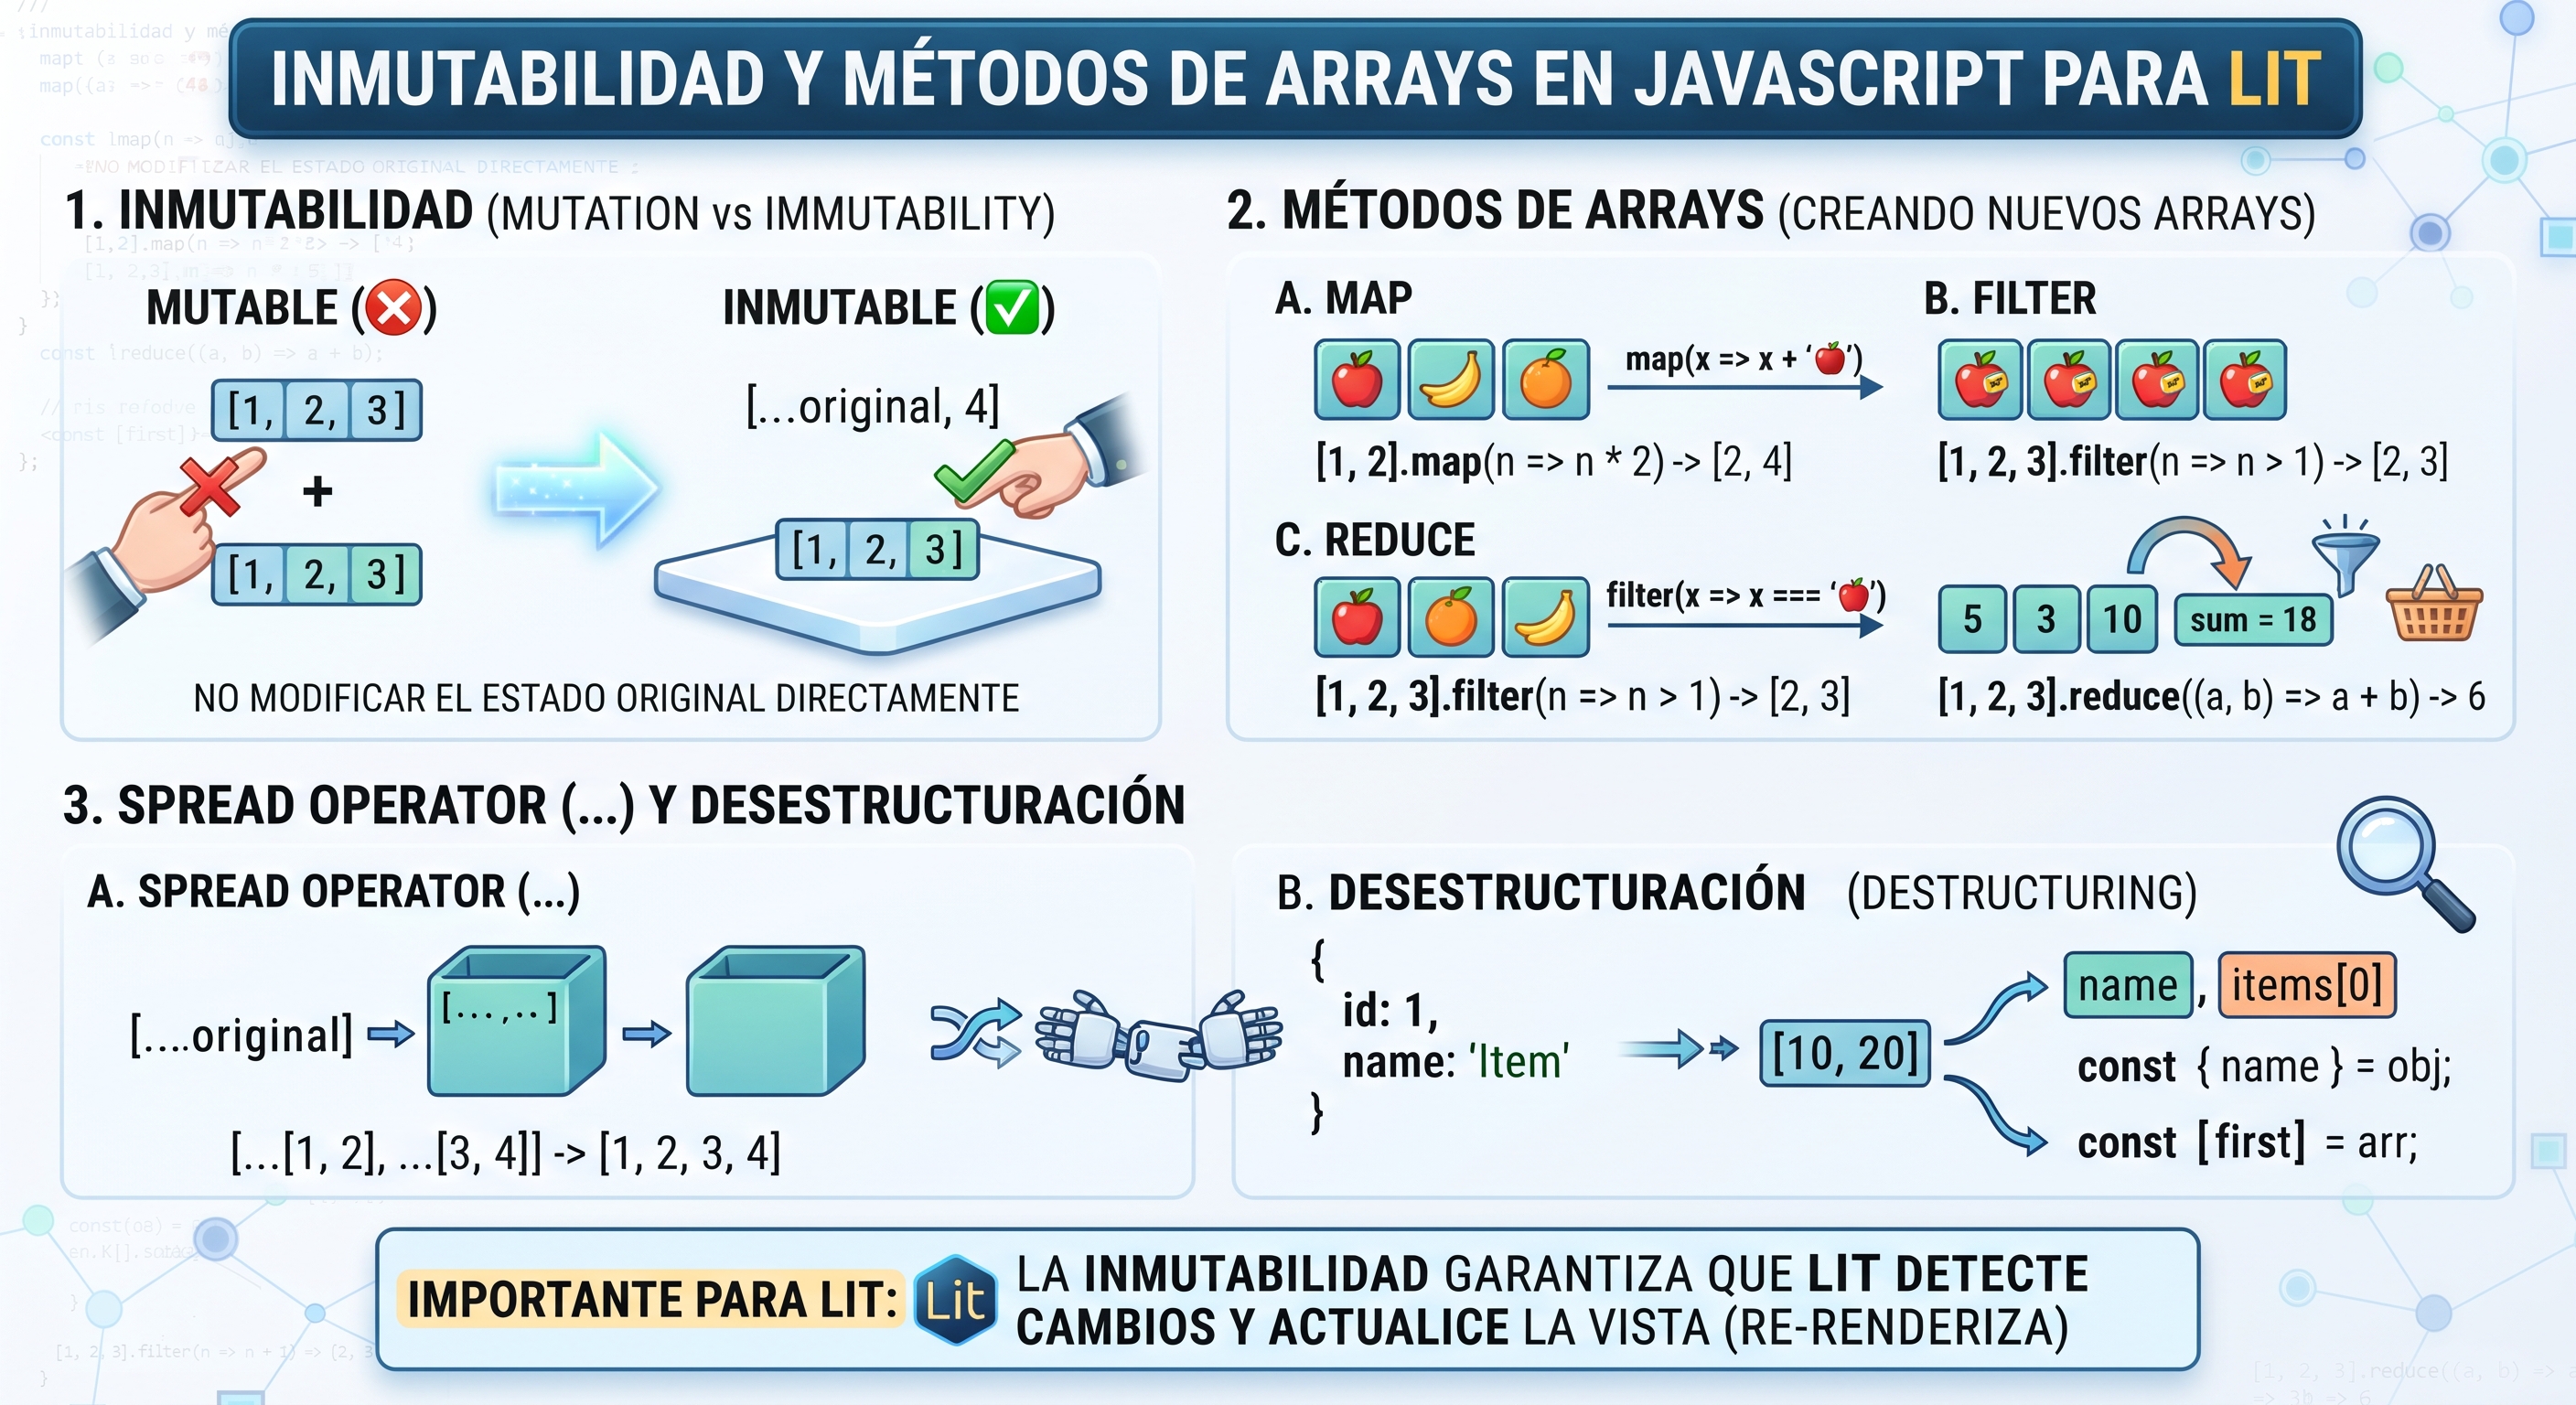 INMUTABILIDAD Y MÉTODOS DE ARRAYS EN JAVASCRIPT PARA LIT
1. INMUTABILIDAD (MUTATION vs IMMUTABILITY)
MUTABLE (❌)
[1, 2, 3]
+
[1, 2, 3]
INMUTABLE (✅)
[...original, 4]
[1, 2, 3]
NO MODIFICAR EL ESTADO ORIGINAL DIRECTAMENTE
2. MÉTODOS DE ARRAYS (CREANDO NUEVOS ARRAYS)
A. MAP
map(x => x + ‘🍎’)
[1, 2].map(n => n * 2) -> [2, 4]
B. FILTER
[1, 2, 3].filter(n => n > 1) -> [2, 3]
C. REDUCE
filter(x => x === ‘🍎’)
[1, 2, 3].filter(n => n > 1) -> [2, 3]
5 3 10 sum = 18
[1, 2, 3].reduce((a, b) => a + b) -> 6
3. SPREAD OPERATOR (...) Y DESESTRUCTURACIÓN
A. SPREAD OPERATOR (...)
[....original]
[...,..]
[...[1, 2], ...[3, 4]] -> [1, 2, 3, 4]
B. DESESTRUCTURACIÓN (DESTRUCTURING)
{
id: 1,
name: ‘Item’
}
[10, 20]
name, items[0]
const { name } = obj;
const [first] = arr;
IMPORTANTE PARA LIT: Lit
LA INMUTABILIDAD GARANTIZA QUE LIT DETECTE
CAMBIOS Y ACTUALICE LA VISTA (RE-RENDERIZA)